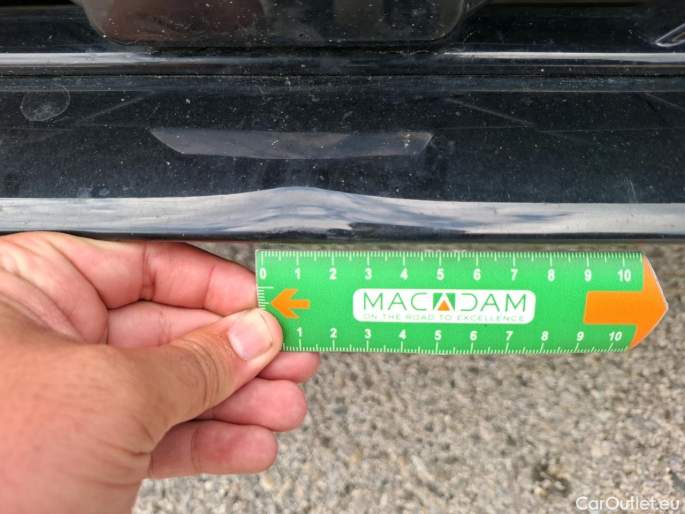 0 1 2 3 4 5 6 7 8 9 10
MACADAM
ON THE ROAD TO EXCELLENCE
1 2 3 4 5 6 7 8 9 10
CarOutlet.eu